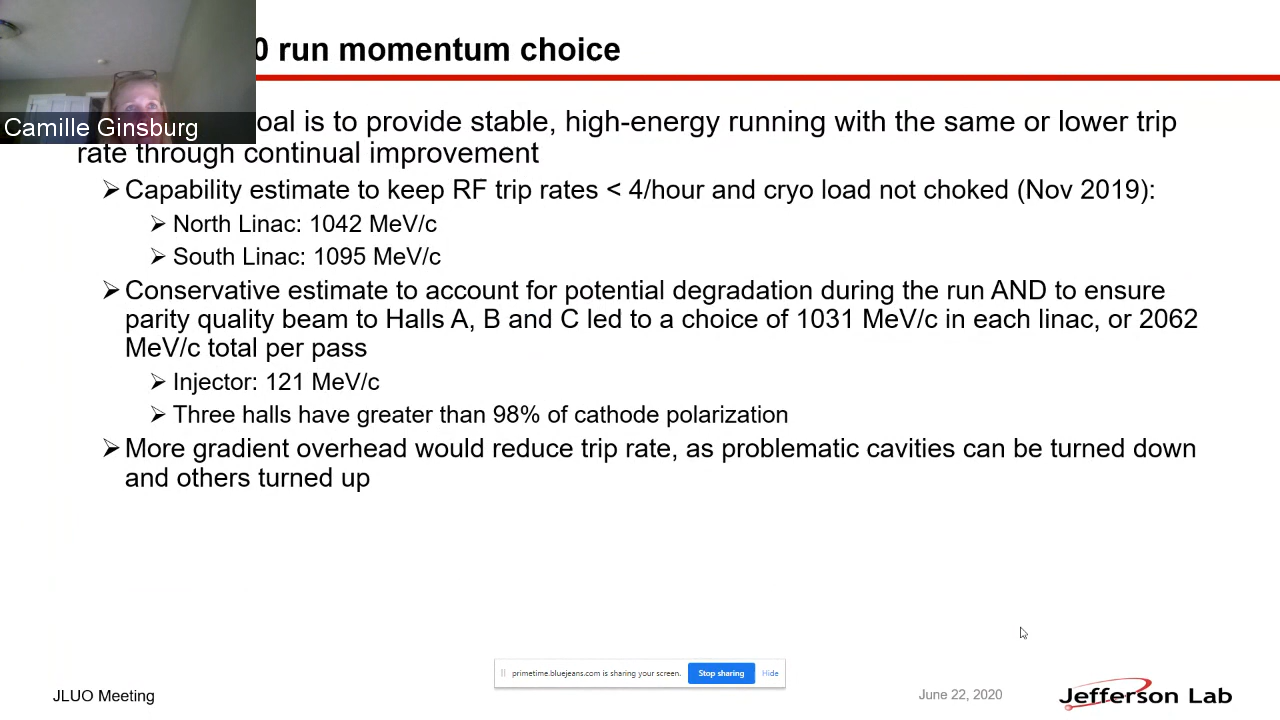 0 run momentum choice
Camille Ginsburg
oal is to provide stable, high-energy running with the same or lower trip
rate through continual improvement
➢ Capability estimate to keep RF trip rates < 4/hour and cryo load not choked (Nov 2019):
➢ North Linac: 1042 MeV/c
➢ South Linac: 1095 MeV/c
➢ Conservative estimate to account for potential degradation during the run AND to ensure
parity quality beam to Halls A, B and C led to a choice of 1031 MeV/c in each linac, or 2062
MeV/c total per pass
➢ Injector: 121 MeV/c
➢ Three halls have greater than 98% of cathode polarization
➢ More gradient overhead would reduce trip rate, as problematic cavities can be turned down
and others turned up
primetime.bluejeans.com is sharing your screen. Stop sharing Hide
JLUO Meeting
June 22, 2020
Jefferson Lab